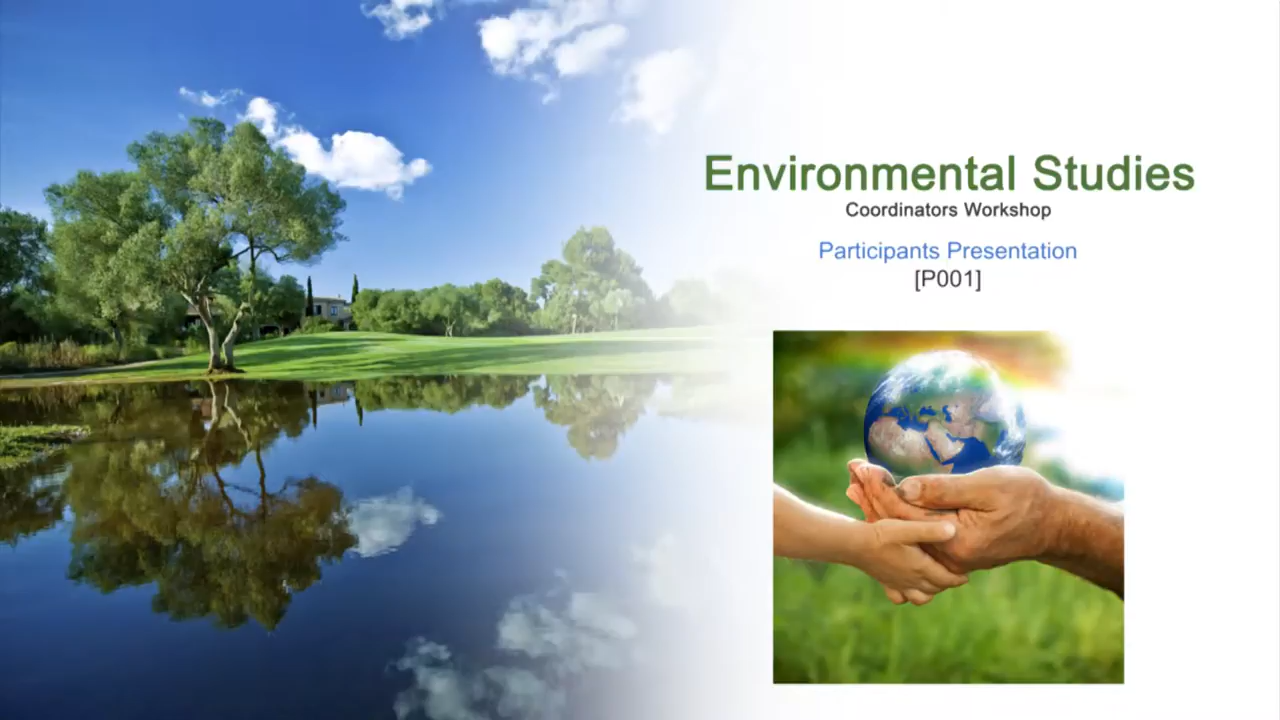 Environmental Studies
Coordinators Workshop
Participants Presentation
[P001]